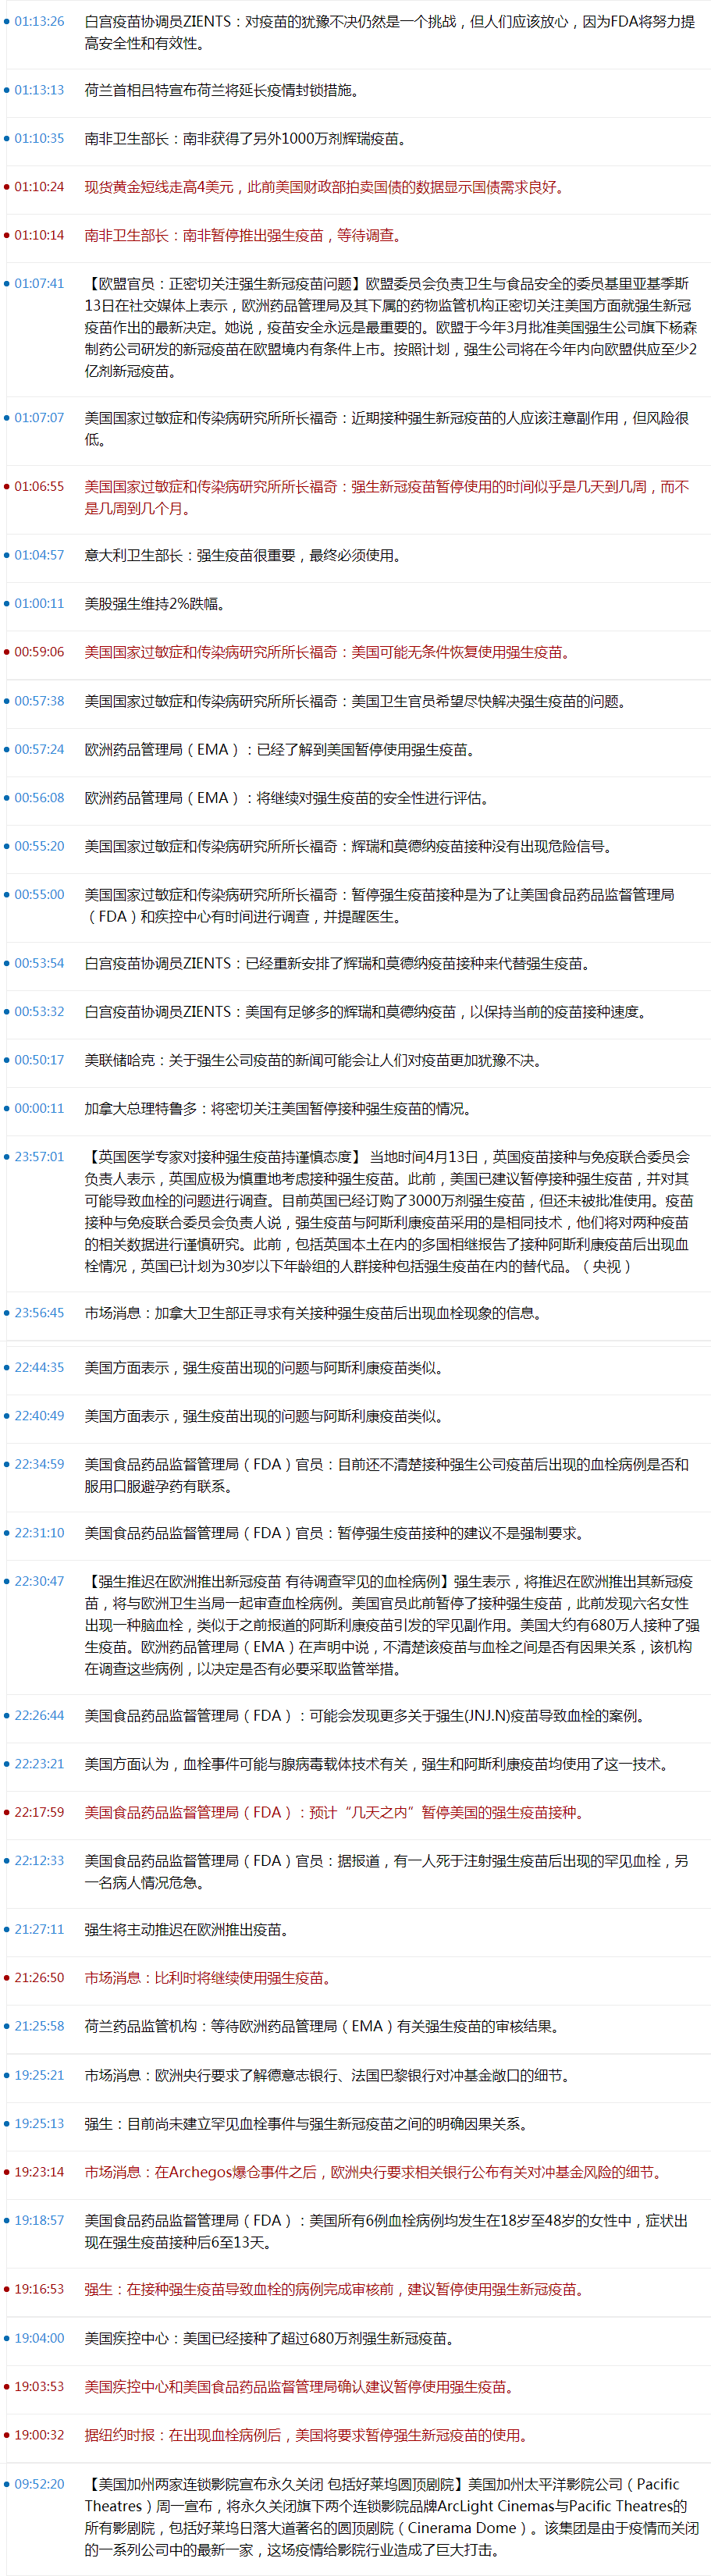 01:13:26 白宫疫苗协调员ZIENTS：对疫苗的犹豫不决仍然是一个挑战，但人们应该放心，因为FDA将努力提
高安全性和有效性。
01:13:13 荷兰首相吕特宣布荷兰将延长疫情封锁措施。
01:10:35 南非卫生部长：南非获得了另外1000万剂辉瑞疫苗。
01:10:24 现货黄金短线走高4美元，此前美国财政部拍卖国债的数据显示国债需求良好。
01:10:14 南非卫生部长：南非暂停推出强生疫苗，等待调查。
01:07:41 【欧盟官员：正密切关注强生新冠疫苗问题】欧盟委员会负责卫生与食品安全的委员基里亚基季斯
13日在社交媒体上表示，欧洲药品管理局及其下属的药物监管机构正密切关注美国方面就强生新冠
疫苗作出的最新决定。她说，疫苗安全永远是最重要的。欧盟于今年3月批准美国强生公司旗下杨森
制药公司研发的新冠疫苗在欧盟境内有条件上市。按照计划，强生公司将在今年内向欧盟供应至少2
亿剂新冠疫苗。
01:07:07 美国国家过敏症和传染病研究所所长福奇：近期接种强生新冠疫苗的人应该注意副作用，但风险很
低。
01:06:55 美国国家过敏症和传染病研究所所长福奇：强生新冠疫苗暂停使用的时间似乎是几天到几周，而不
是几周到几个月。
01:04:57 意大利卫生部长：强生疫苗很重要，最终必须使用。
01:00:11 美股强生维持2%跌幅。
00:59:06 美国国家过敏症和传染病研究所所长福奇：美国可能无条件恢复使用强生疫苗。
00:57:38 美国国家过敏症和传染病研究所所长福奇：美国卫生官员希望尽快解决强生疫苗的问题。
00:57:24 欧洲药品管理局（EMA）：已经了解到美国暂停使用强生疫苗。
00:56:08 欧洲药品管理局（EMA）：将继续对强生疫苗的安全性进行评估。
00:55:20 美国国家过敏症和传染病研究所所长福奇：辉瑞和莫德纳疫苗接种没有出现危险信号。
00:55:00 美国国家过敏症和传染病研究所所长福奇：暂停强生疫苗接种是为了让美国食品药品监督管理局
（FDA）和疾控中心有时间进行调查，并提醒医生。
00:53:54 白宫疫苗协调员ZIENTS：已经重新安排了辉瑞和莫德纳疫苗接种来代替强生疫苗。
00:53:32 白宫疫苗协调员ZIENTS：美国有足够多的辉瑞和莫德纳疫苗，以保持当前的疫苗接种速度。
00:50:17 美联储哈克：关于强生公司疫苗的新闻可能会让人们对疫苗更加犹豫不决。
00:00:11 加拿大总理特鲁多：将密切关注美国暂停接种强生疫苗的情况。
23:57:01 【英国医学专家对接种强生疫苗持谨慎态度】 当地时间4月13日，英国疫苗接种与免疫联合委员会
负责人表示，英国应极为慎重地考虑接种强生疫苗。此前，美国已建议暂停接种强生疫苗，并对其
可能导致血栓的问题进行调查。目前英国已经订购了3000万剂强生疫苗，但还未被批准使用。疫苗
接种与免疫联合委员会负责人说，强生疫苗与阿斯利康疫苗采用的是相同技术，他们将对两种疫苗
的相关数据进行谨慎研究。此前，包括英国本土在内的多国相继报告了接种阿斯利康疫苗后出现血
栓情况，英国已计划为30岁以下年龄组的人群接种包括强生疫苗在内的替代品。（央视）
23:56:45 市场消息：加拿大卫生部正寻求有关接种强生疫苗后出现血栓现象的信息。
22:44:35 美国方面表示，强生疫苗出现的问题与阿斯利康疫苗类似。
22:40:49 美国方面表示，强生疫苗出现的问题与阿斯利康疫苗类似。
22:34:59 美国食品药品监督管理局（FDA）官员：目前还不清楚接种强生公司疫苗后出现的血栓病例是否和
服用口服避孕药有联系。
22:31:10 美国食品药品监督管理局（FDA）官员：暂停强生疫苗接种的建议不是强制要求。
22:30:47 【强生推迟在欧洲推出新冠疫苗 有待调查罕见的血栓病例】强生表示，将推迟在欧洲推出其新冠疫
苗，将与欧洲卫生当局一起审查血栓病例。美国官员此前暂停了接种强生疫苗，此前发现六名女性
出现一种脑血栓，类似于之前报道的阿斯利康疫苗引发的罕见副作用。美国大约有680万人接种了强
生疫苗。欧洲药品管理局（EMA）在声明中说，不清楚该疫苗与血栓之间是否有因果关系，该机构
在调查这些病例，以决定是否有必要采取监管举措。
22:26:44 美国食品药品监督管理局（FDA）：可能会发现更多关于强生(JNJ.N)疫苗导致血栓的案例。
22:23:21 美国方面认为，血栓事件可能与腺病毒载体技术有关，强生和阿斯利康疫苗均使用了这一技术。
22:17:59 美国食品药品监督管理局（FDA）：预计“几天之内”暂停美国的强生疫苗接种。
22:12:33 美国食品药品监督管理局（FDA）官员：据报道，有一人死于注射强生疫苗后出现的罕见血栓，另
一名病人情况危急。
21:27:11 强生将主动推迟在欧洲推出疫苗。
21:26:50 市场消息：比利时将继续使用强生疫苗。
21:25:58 荷兰药品监管机构：等待欧洲药品管理局（EMA）有关强生疫苗的审核结果。
19:25:21 市场消息：欧洲央行要求了解德意志银行、法国巴黎银行对冲基金敞口的细节。
19:25:13 强生：目前尚未建立罕见血栓事件与强生新冠疫苗之间的明确因果关系。
19:23:14 市场消息：在Archegos爆仓事件之后，欧洲央行要求相关银行公布有关对冲基金风险的细节。
19:18:57 美国食品药品监督管理局（FDA）：美国所有6例血栓病例均发生在18岁至48岁的女性中，症状出
现在强生疫苗接种后6至13天。
19:16:53 强生：在接种强生疫苗导致血栓的病例完成审核前，建议暂停使用强生新冠疫苗。
19:04:00 美国疾控中心：美国已经接种了超过680万剂强生新冠疫苗。
19:03:53 美国疾控中心和美国食品药品监督管理局确认建议暂停使用强生疫苗。
19:00:32 据纽约时报：在出现血栓病例后，美国将要求暂停强生新冠疫苗的使用。
09:52:20 【美国加州两家连锁影院宣布永久关闭 包括好莱坞圆顶剧院】美国加州太平洋影院公司（Pacific
Theatres）周一宣布，将永久关闭旗下两个连锁影院品牌ArcLight Cinemas与Pacific Theatres的
所有影剧院，包括好莱坞日落大道著名的圆顶剧院（Cinerama Dome）。该集团是由于疫情而关闭
的一系列公司中的最新一家，这场疫情给影院行业造成了巨大打击。